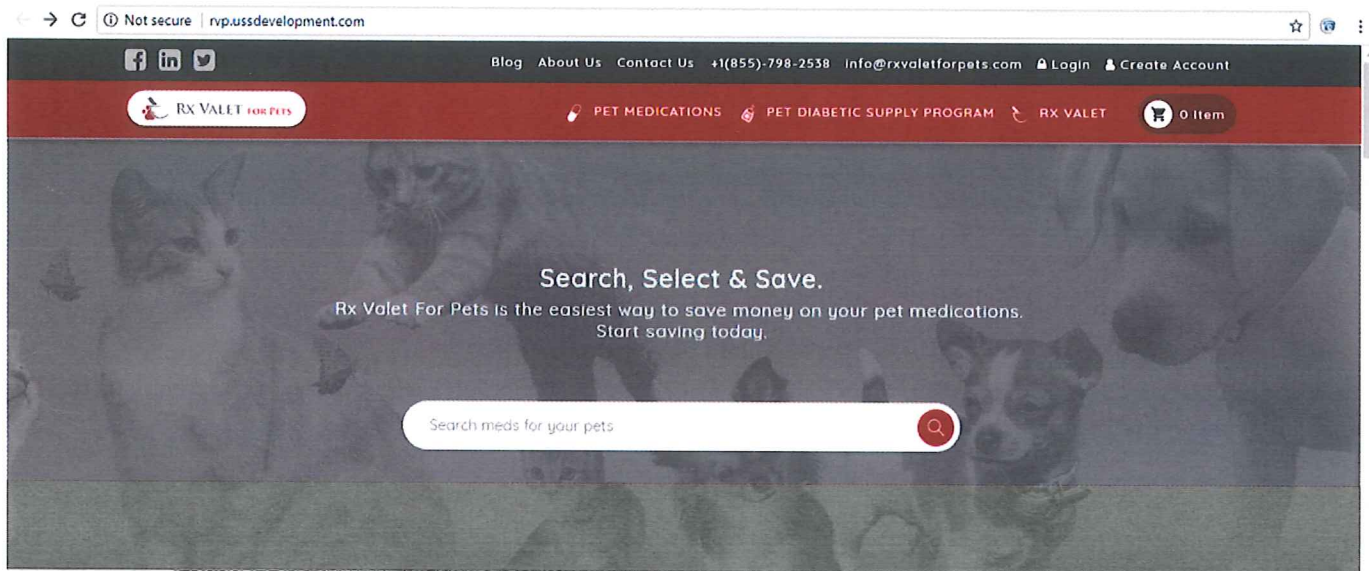 Not secure rvp.ussdevelopment.com
Blog About Us Contact Us +1(855)-798-2538 info@rxvaletforpets.com Login Create Account
RX VALET FOR PETS PET MEDICATIONS PET DIABETIC SUPPLY PROGRAM RX VALET 0 Item
Search, Select & Save.
Rx Valet For Pets is the easiest way to save money on your pet medications.
Start saving today.
Search meds for your pets